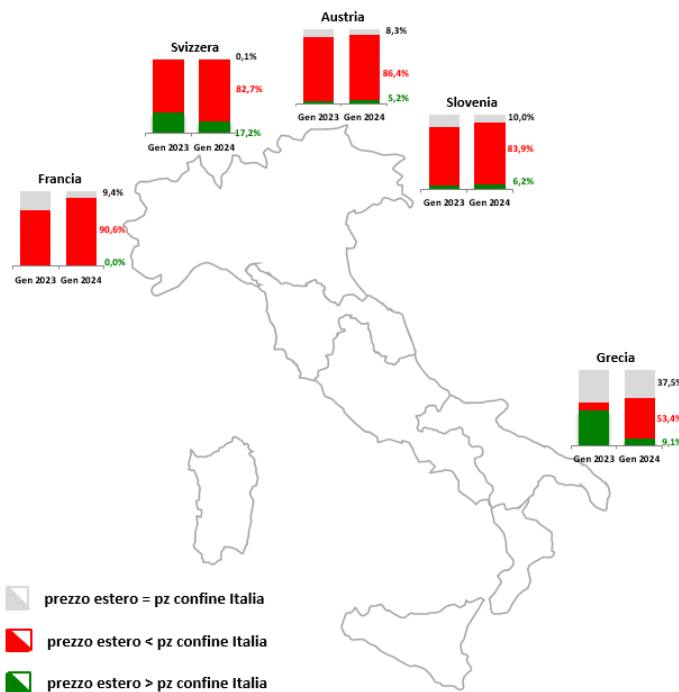 Austria
8,3%
86,4%
5,2%
Gen 2023 Gen 2024
Svizzera
0,1%
82,7%
17,2%
Gen 2023 Gen 2024
Slovenia
10,0%
83,9%
6,2%
Gen 2023 Gen 2024
Francia
9,4%
90,6%
0,0%
Gen 2023 Gen 2024
Grecia
37,5%
53,4%
9,1%
Gen 2023 Gen 2024
prezzo estero = pz confine Italia
prezzo estero < pz confine Italia
prezzo estero > pz confine Italia